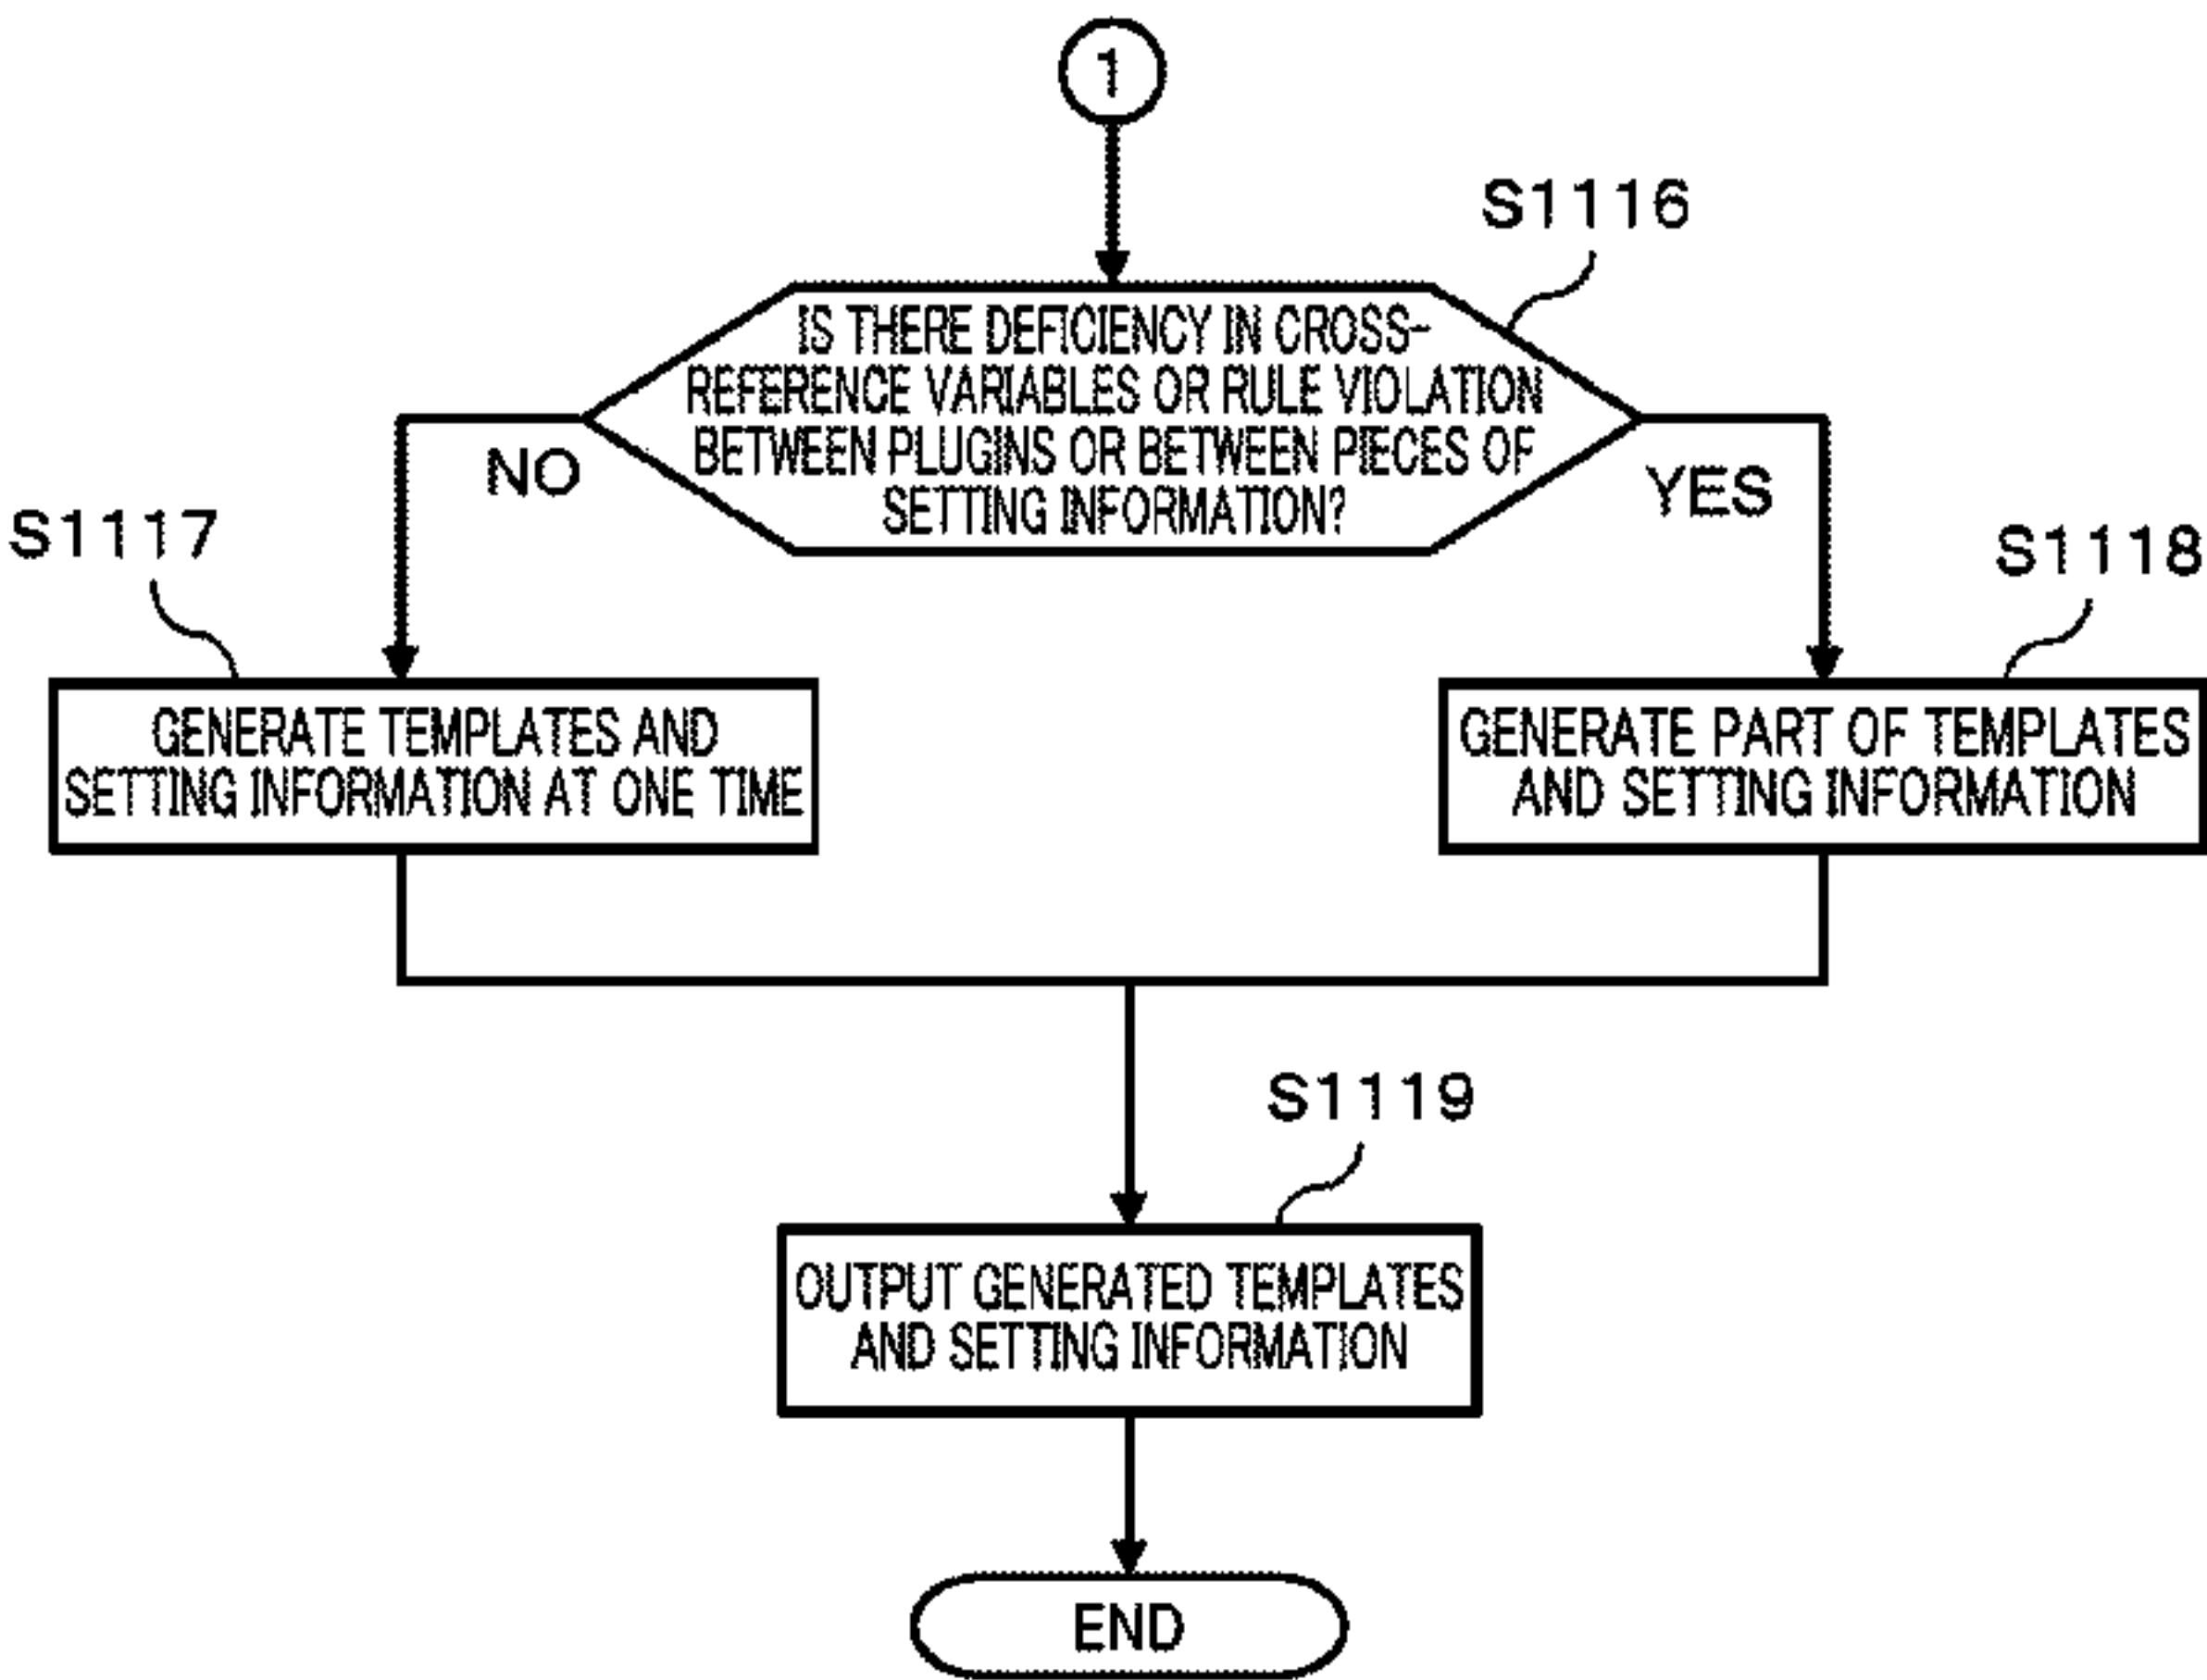 1
S1116
IS THERE DEFICIENCY IN CROSS-
REFERENCE VARIABLES OR RULE VIOLATION
BETWEEN PLUGINS OR BETWEEN PIECES OF
SETTING INFORMATION?
NO
YES
S1117
S1118
GENERATE TEMPLATES AND
SETTING INFORMATION AT ONE TIME
GENERATE PART OF TEMPLATES
AND SETTING INFORMATION
S1119
OUTPUT GENERATED TEMPLATES
AND SETTING INFORMATION
END